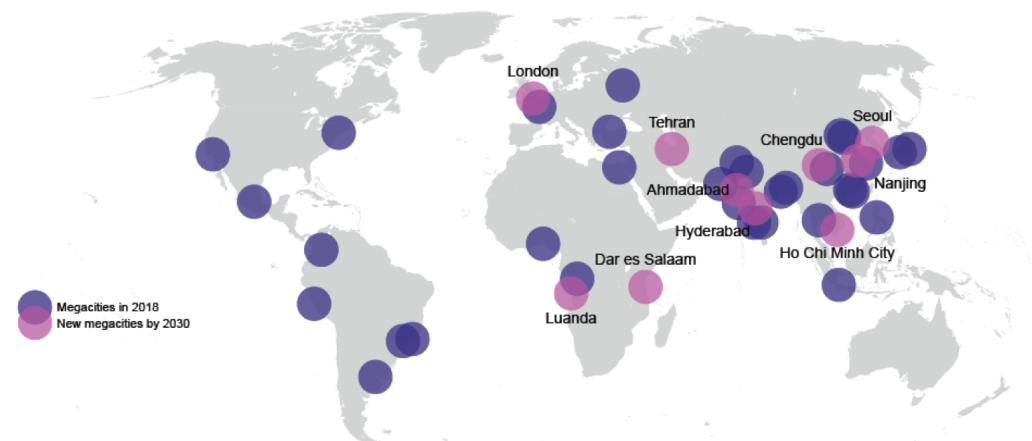 London
Seoul
Tehran
Chengdu
Nanjing
Ahmadabad
Hyderabad
Ho Chi Minh City
Dar es Salaam
Megacities in 2018
New megacities by 2030
Luanda